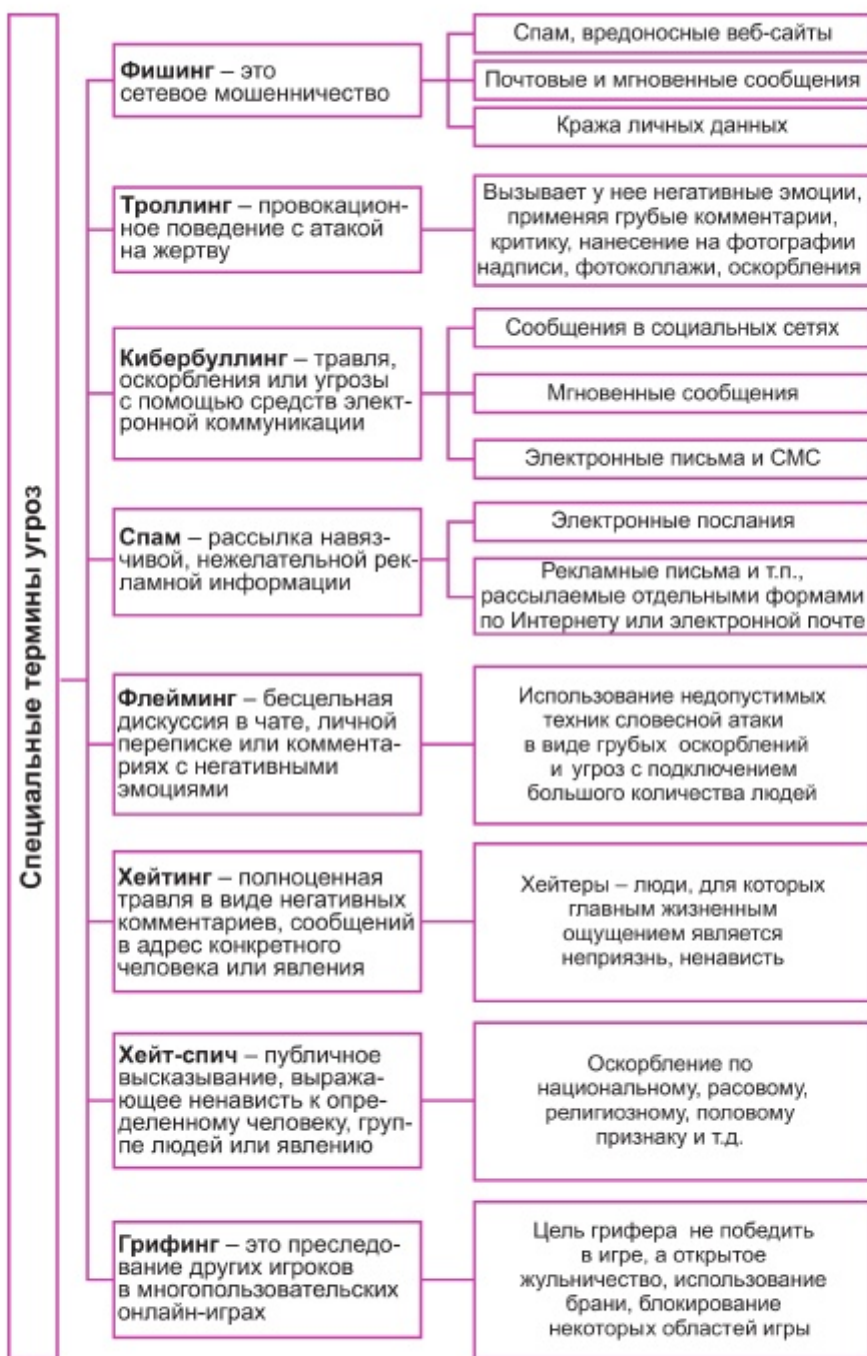 Специальные термины угроз
Фишинг – это
сетевое мошенничество
Спам, вредоносные веб-сайты
Почтовые и мгновенные сообщения
Кража личных данных
Троллинг – провокацион-
ное поведение с атакой
на жертву
Вызывает у нее негативные эмоции,
применяя грубые комментарии,
критику, нанесение на фотографии
надписи, фотоколлажи, оскорбления
Кибербуллинг – травля,
оскорбления или угрозы
с помощью средств элект-
ронной коммуникации
Сообщения в социальных сетях
Мгновенные сообщения
Электронные письма и СМС
Спам – рассылка навяз-
чивой, нежелательной рек-
ламной информации
Электронные послания
Рекламные письма и т.п.,
рассылаемые отдельными формами
по Интернету или электронной почте
Флейминг – бесцельная
дискуссия в чате, личной
переписке или коммента-
риях с негативными
эмоциями
Использование недопустимых
техник словесной атаки
в виде грубых оскорблений
и угроз с подключением
большого количества людей
Хейтинг – полноценная
травля в виде негативных
комментариев, сообщений
в адрес конкретного
человека или явления
Хейтеры – люди, для которых
главным жизненным
ощущением является
неприязнь, ненависть
Хейт-спич – публичное
высказывание, выража-
ющее ненависть к опре-
деленному человеку, груп-
пе людей или явлению
Оскорбление по
национальному, расовому,
религиозному, половому
признаку и т.д.
Грифинг – это преследо-
вание других игроков
в многопользовательских
онлайн-играх
Цель грифера не победить
в игре, а открытое
жульничество, использование
брани, блокирование
некоторых областей игры